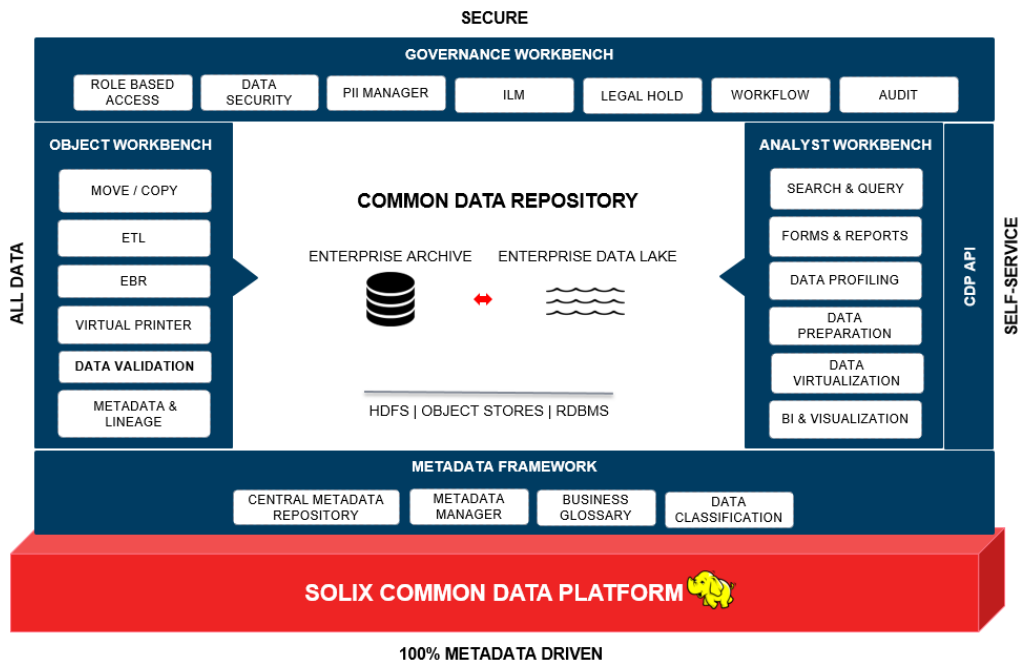 SECURE
GOVERNANCE WORKBENCH
ROLE BASED
ACCESS
DATA
SECURITY
PII MANAGER
ILM
LEGAL HOLD
WORKFLOW
AUDIT
ALL DATA
OBJECT WORKBENCH
MOVE / COPY
ETL
EBR
VIRTUAL PRINTER
DATA VALIDATION
METADATA &
LINEAGE
COMMON DATA REPOSITORY
ENTERPRISE ARCHIVE
ENTERPRISE DATA LAKE
HDFS | OBJECT STORES | RDBMS
ANALYST WORKBENCH
SEARCH & QUERY
FORMS & REPORTS
DATA PROFILING
DATA
PREPARATION
DATA
VIRTUALIZATION
BI & VISUALIZATION
CDP API
SELF-SERVICE
METADATA FRAMEWORK
CENTRAL METADATA
REPOSITORY
METADATA
MANAGER
BUSINESS
GLOSSARY
DATA
CLASSIFICATION
SOLIX COMMON DATA PLATFORM
100% METADATA DRIVEN